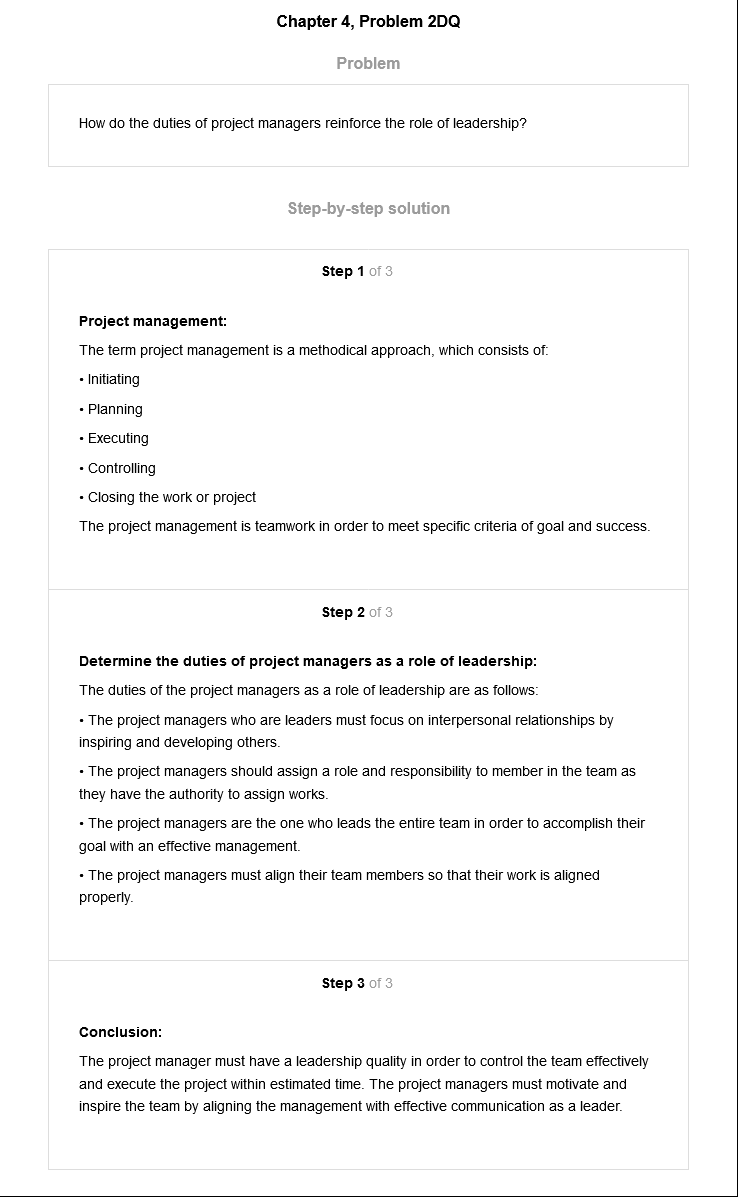 Chapter 4, Problem 2DQ
Problem
How do the duties of project managers reinforce the role of leadership?
Step-by-step solution
Step 1 of 3
Project management:
The term project management is a methodical approach, which consists of:
• Initiating
• Planning
• Executing
• Controlling
• Closing the work or project
The project management is teamwork in order to meet specific criteria of goal and success.
Step 2 of 3
Determine the duties of project managers as a role of leadership:
The duties of the project managers as a role of leadership are as follows:
• The project managers who are leaders must focus on interpersonal relationships by
inspiring and developing others.
• The project managers should assign a role and responsibility to member in the team as
they have the authority to assign works.
• The project managers are the one who leads the entire team in order to accomplish their
goal with an effective management.
• The project managers must align their team members so that their work is aligned
properly.
Step 3 of 3
Conclusion:
The project manager must have a leadership quality in order to control the team effectively
and execute the project within estimated time. The project managers must motivate and
inspire the team by aligning the management with effective communication as a leader.